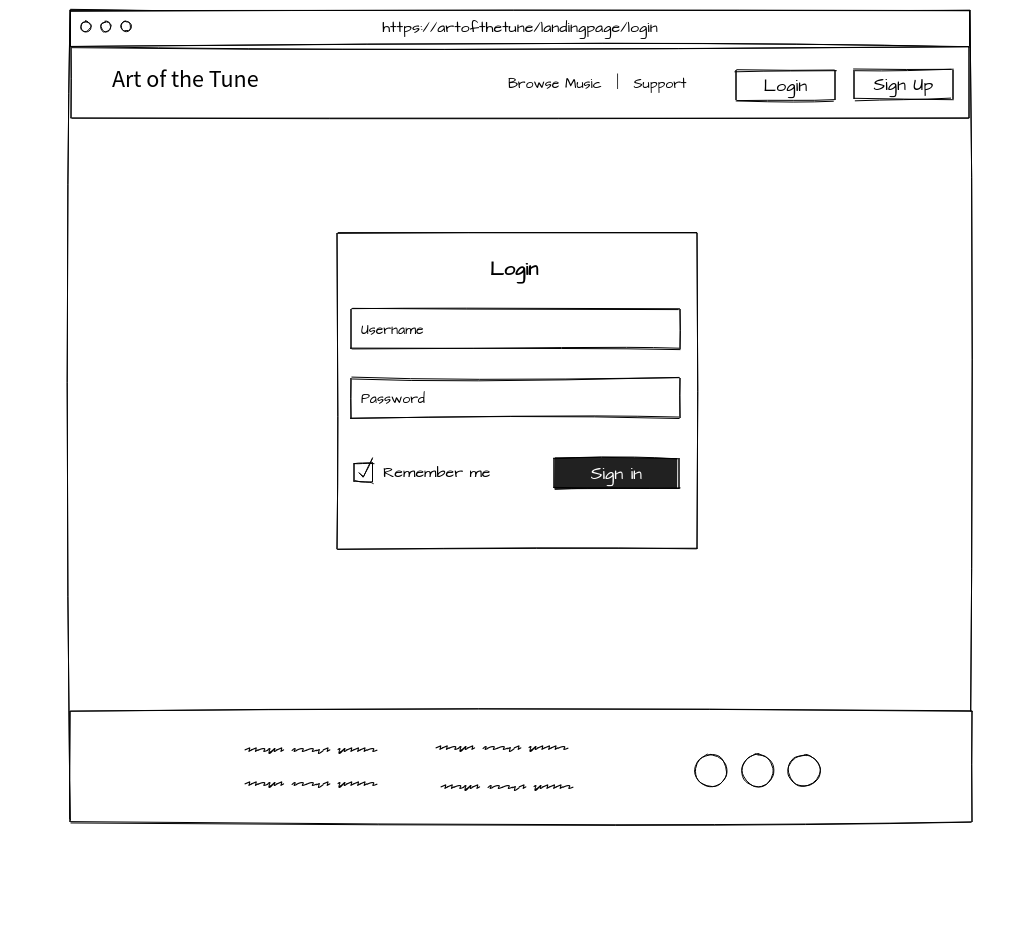 https://artofthetune/landingpage/login
Art of the Tune
Browse Music | Support
Login
Sign Up
Login
Username
Password
Remember me
Sign in